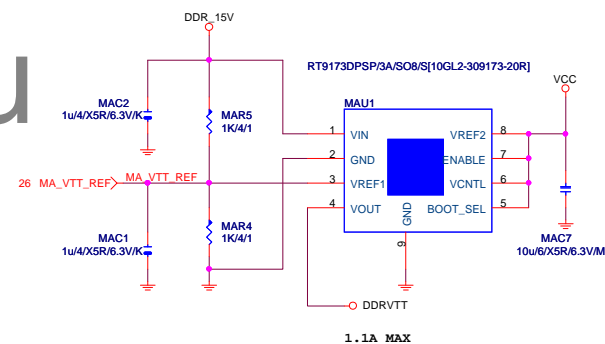 DDR_15V
u
RT9173DPSP/3A/SO8/S[10GL2-309173-20R]
VCC
MAC2
1u/4/X5R/6.3V/K
MAR5
1K/4/1
MAU1
1 VIN VREF2 8
2 GND ENABLE 7
26 MA_VTT_REF MA_VTT_REF 3 VREF1 VCNTL 6
4 VOUT BOOT_SEL 5
GND
9
MAR4
1K/4/1
MAC1
1u/4/X5R/6.3V/K
MAC7
10u/6/X5R/6.3V/M
DDRVTT
1.1A MAX